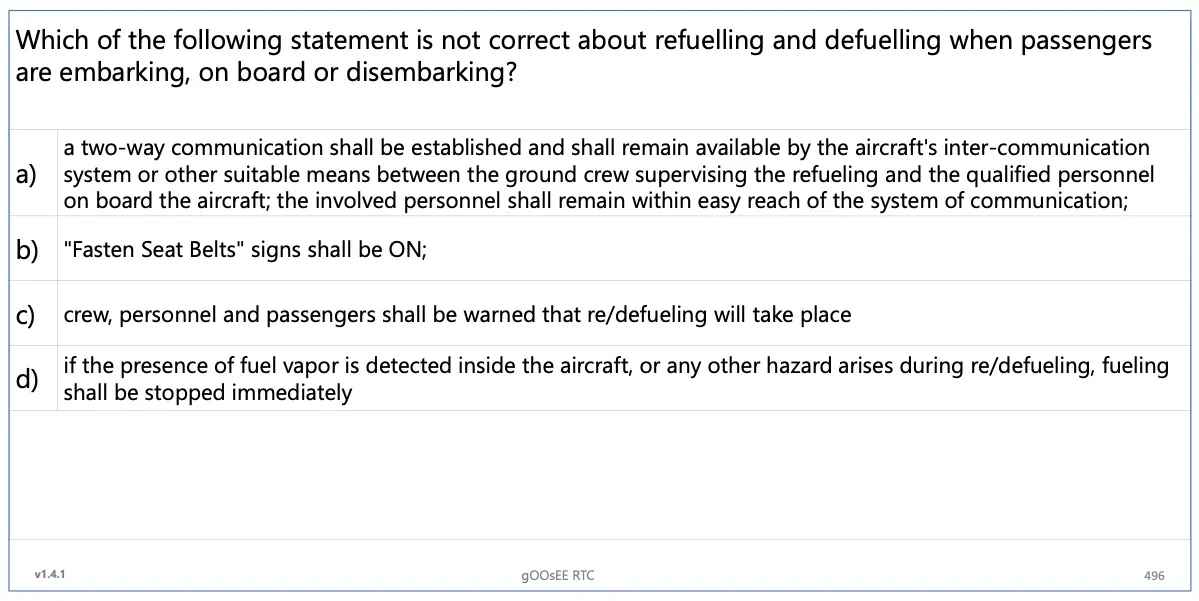 Which of the following statement is not correct about refuelling and defuelling when passengers
are embarking, on board or disembarking?
a)
a two-way communication shall be established and shall remain available by the aircraft's inter-communication
system or other suitable means between the ground crew supervising the refueling and the qualified personnel
on board the aircraft; the involved personnel shall remain within easy reach of the system of communication;
b)
"Fasten Seat Belts" signs shall be ON;
c)
crew, personnel and passengers shall be warned that re/defueling will take place
d)
if the presence of fuel vapor is detected inside the aircraft, or any other hazard arises during re/defueling, fueling
shall be stopped immediately
v1.4.1
gOOsEE RTC
496